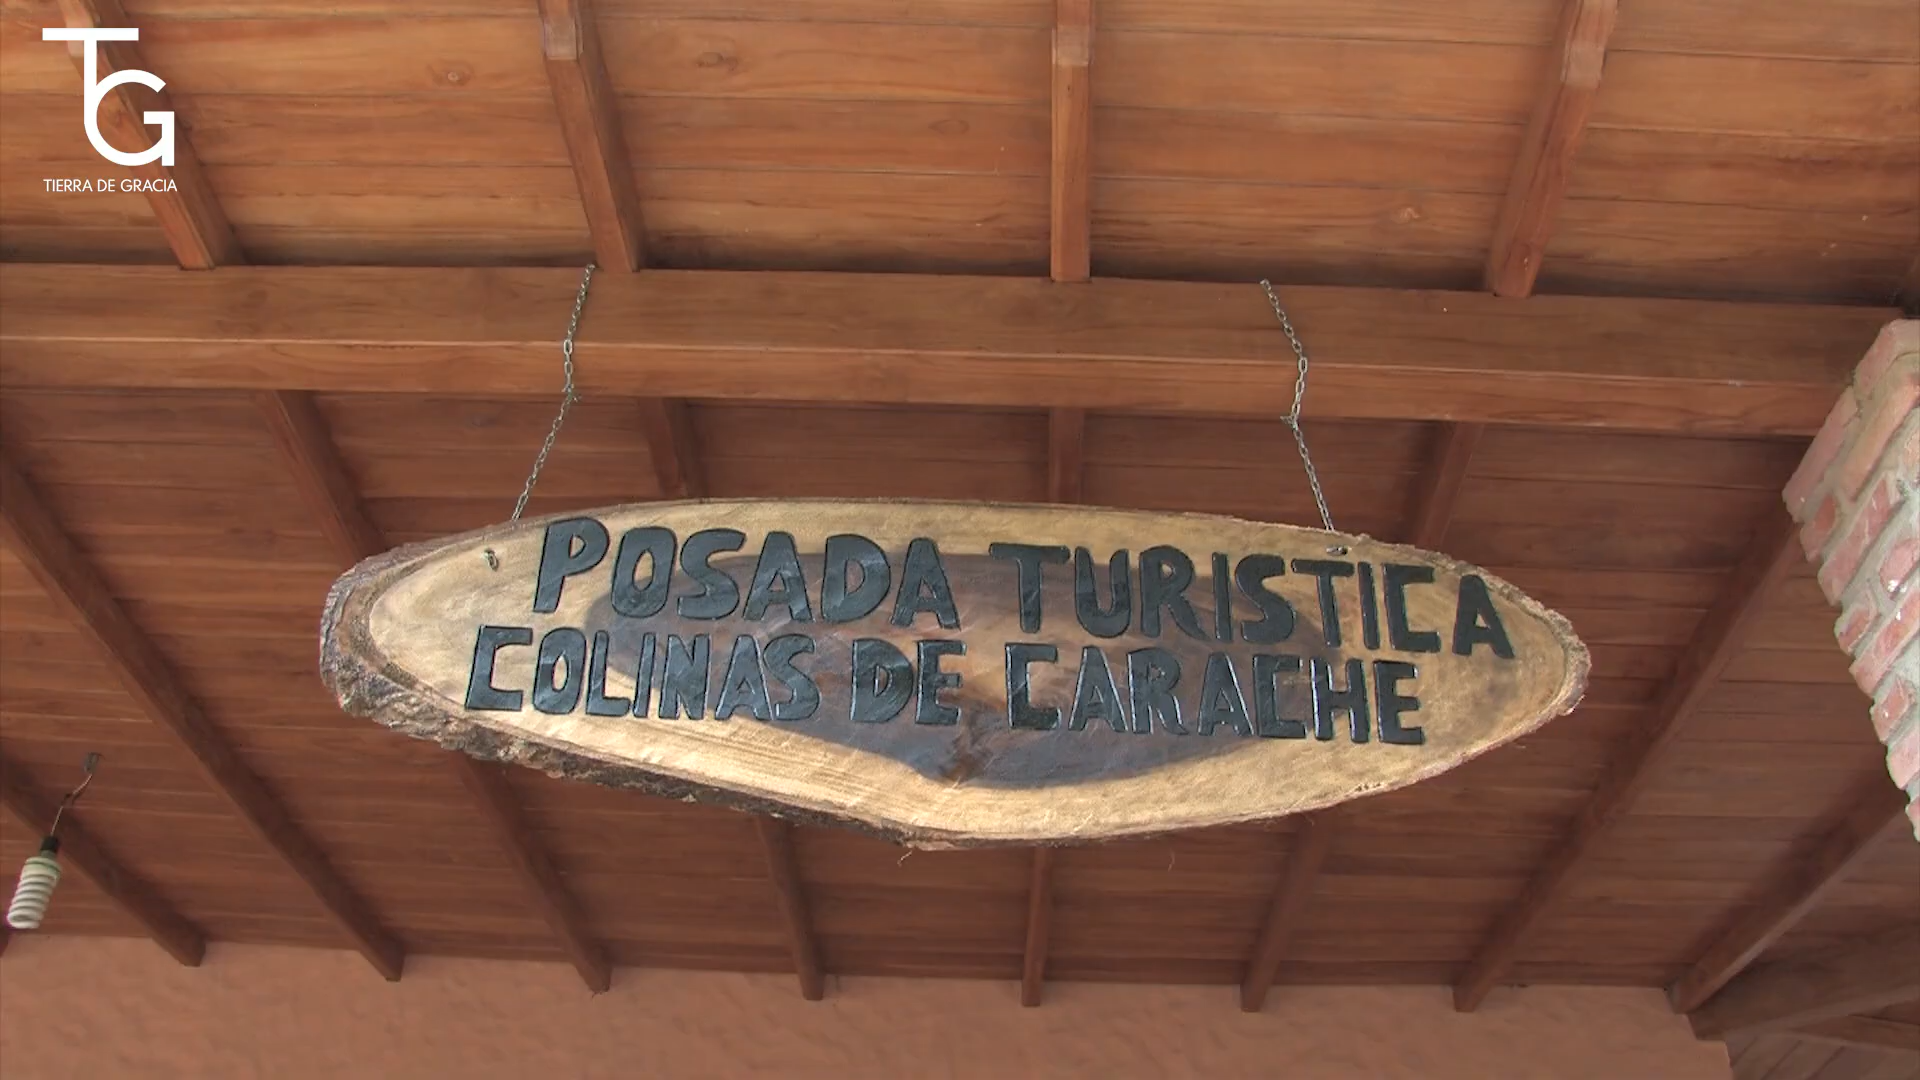 TG
TIERRA DE GRACIA
POSADA TURISTICA
COLINAS DE CARACHE